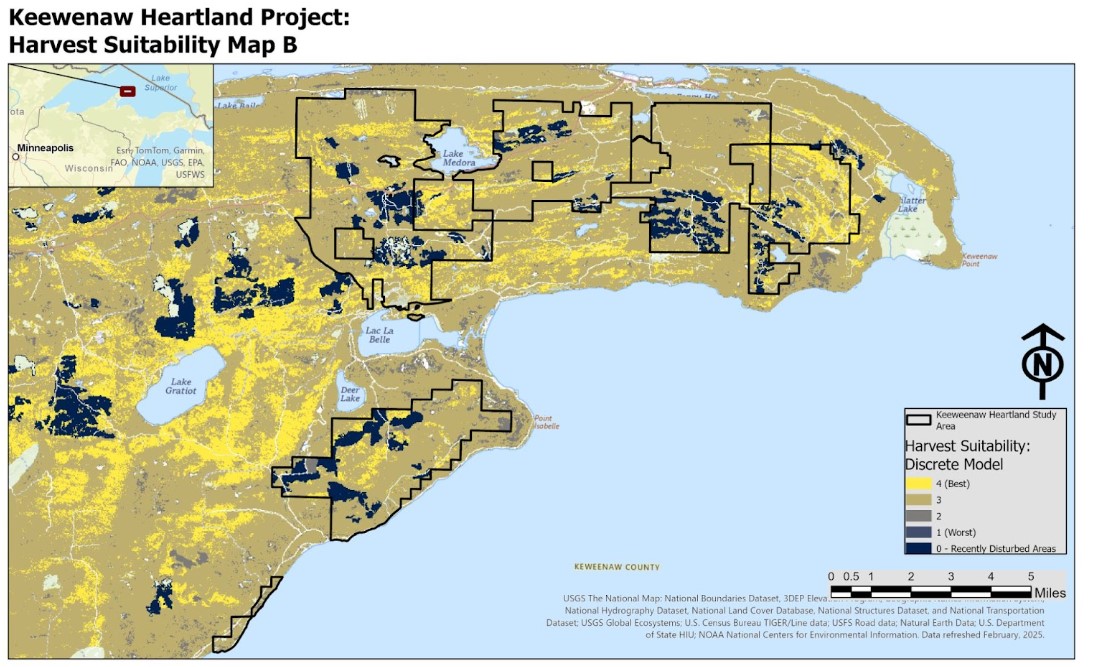 Keewenaw Heartland Project:
Harvest Suitability Map B
Lake
Superior
ota
Minneapolis
Wisconsin
Esri, TomTom, Garmin,
FAO, NOAA, USGS, EPA,
USFWS
Lake
Medora
Lake
Keweenaw
Point
Lac La
Belle
Lake
Gratiot
Deer
Lake
Point
Isabelle
KEWEENAW COUNTY
N
Keeweenaw Heartland Study
Area
Harvest Suitability:
Discrete Model
4 (Best)
3
2
1 (Worst)
0 - Recently Disturbed Areas
0 0.5 1 2 3 4 5
Miles
USGS The National Map: National Boundaries Dataset, 3DEP
National Hydrography Dataset, National Land Cover Database, National Structures Dataset, and National Transportation
Dataset; USGS Global Ecosystems; U.S. Census Bureau TIGER/Line data; USFS Road data; Natural Earth Data; U.S. Department
of State HIU; NOAA National Centers for Environmental Information. Data refreshed February, 2025.